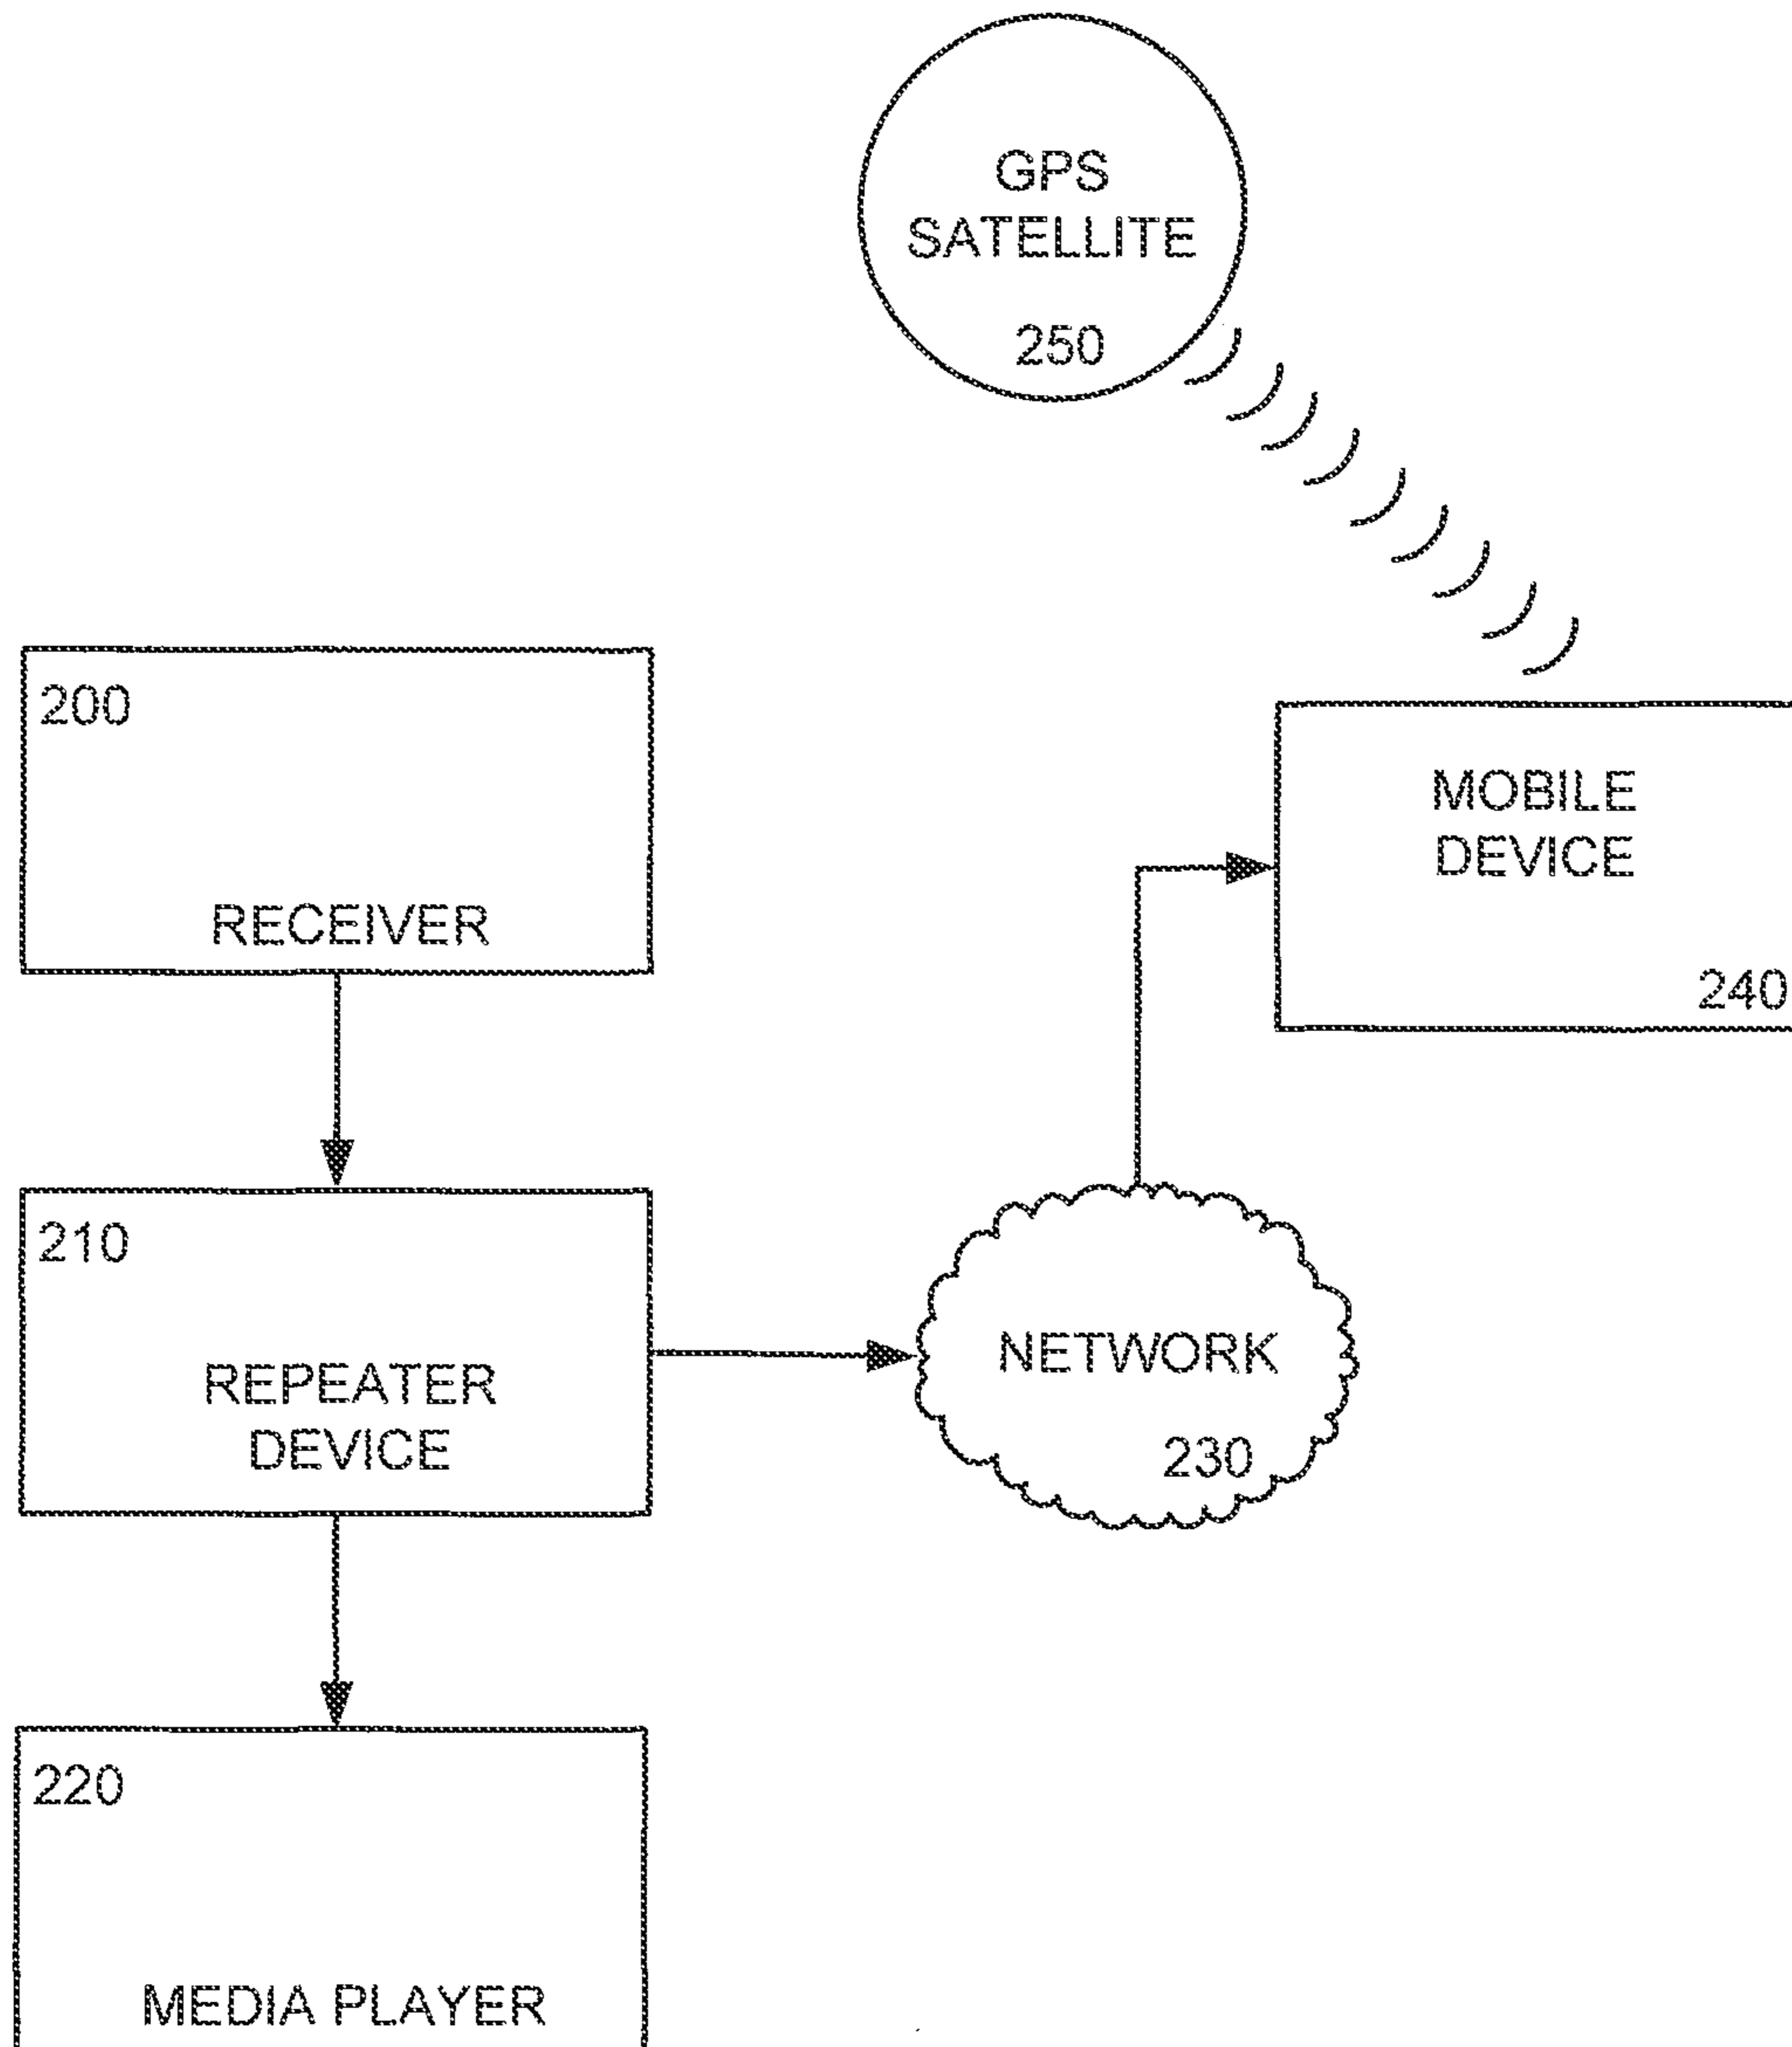 GPS
SATELLITE
250
200
RECEIVER
MOBILE
DEVICE
240
210
REPEATER
DEVICE
NETWORK
230
220
MEDIA PLAYER